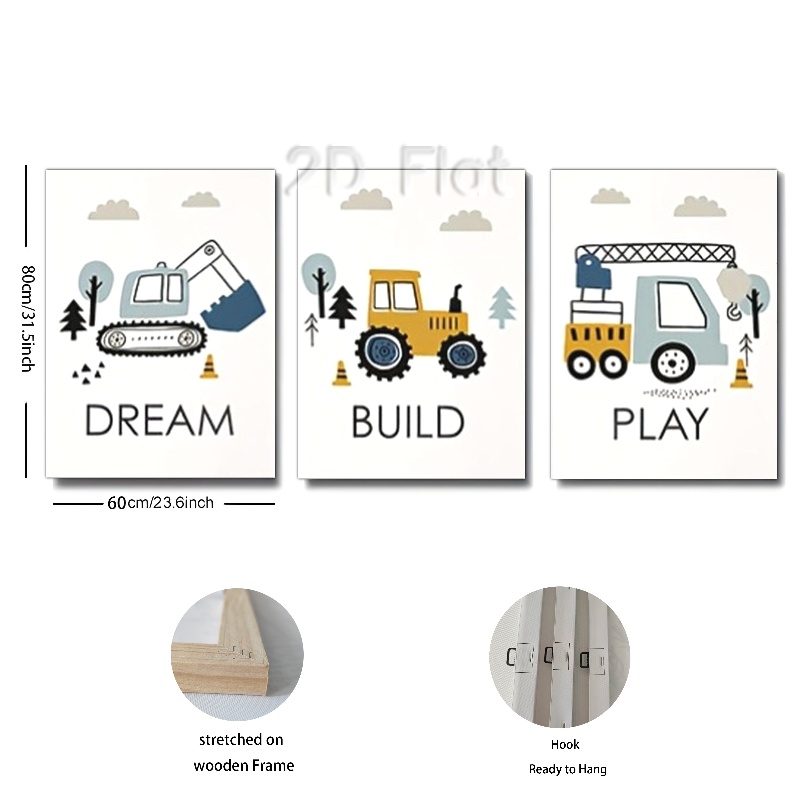 2D Flat
80cm/31.5inch
DREAM
BUILD
PLAY
60cm/23.6inch
stretched on
wooden Frame
Hook
Ready to Hang